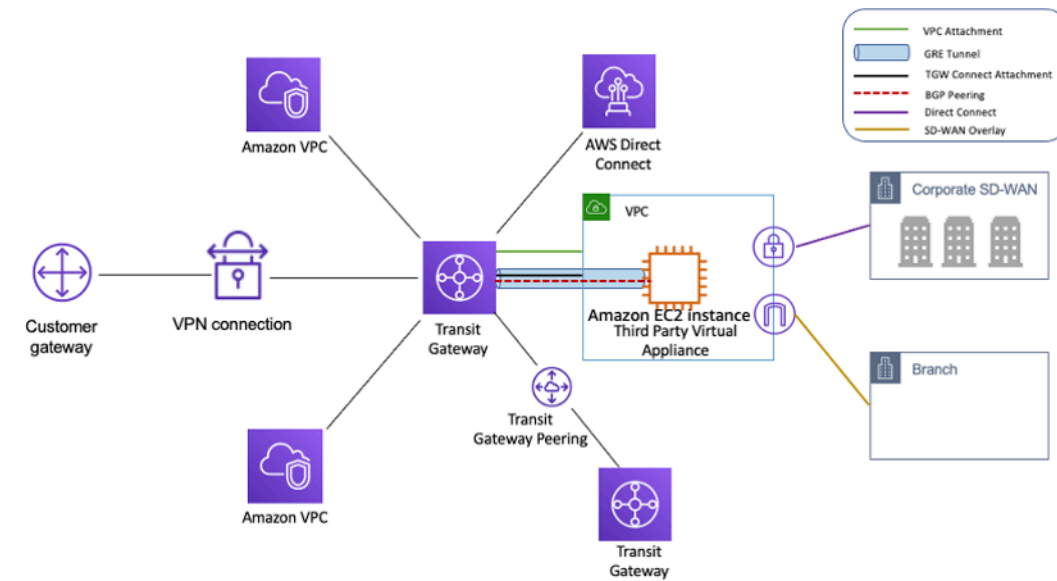 VPC Attachment
GRE Tunnel
TGW Connect Attachment
BGP Peering
Direct Connect
SD-WAN Overlay
Amazon VPC
AWS Direct
Connect
VPC
Corporate SD-WAN
Customer
gateway
VPN connection
Transit
Gateway
Amazon EC2 instance
Third Party Virtual
Appliance
Branch
Transit
Gateway Peering
Amazon VPC
Transit
Gateway